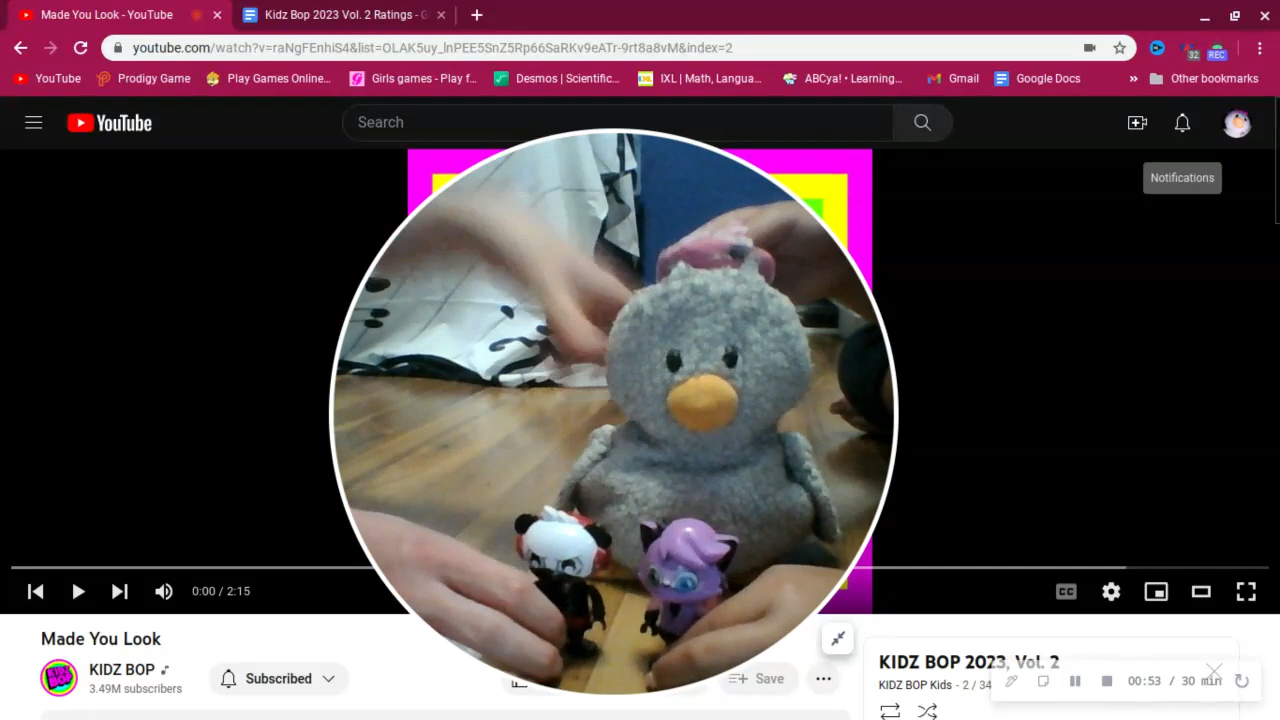 Made You Look - YouTube
Kidz Bop 2023 Vol. 2 Ratings - G
youtube.com/watch?v=raNgFEnhiS4&list=OLAK5uy_lnPEE5SnZ5Rp66SaRKv9eATr-9rt8a8vM&index=2
32
REC
YouTube
Prodigy Game
Play Games Online...
Girls games - Play f...
Desmos | Scientific...
IXL | Math, Langua...
ABCya! • Learning...
Gmail
Google Docs
»
Other bookmarks
YouTube
Search
Notifications
0:00 / 2:15
CC
Made You Look
KIDZ BOP
3.49M subscribers
Subscribed
Save
KIDZ BOP 2023, Vol. 2
KIDZ BOP Kids - 2 / 34
00:53 / 30 min